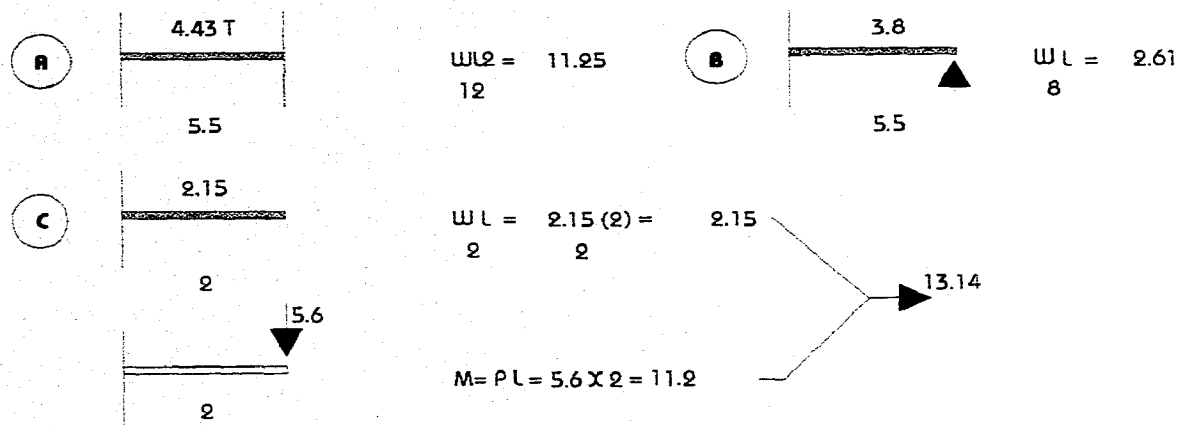 4.43 T
A
WL2 = 11.25
12
5.5
3.8
B
W L = 2.61
8
5.5
2.15
C
W L = 2.15 (2) = 2.15
2 2
2
13.14
5.6
M= P L = 5.6 X 2 = 11.2
2